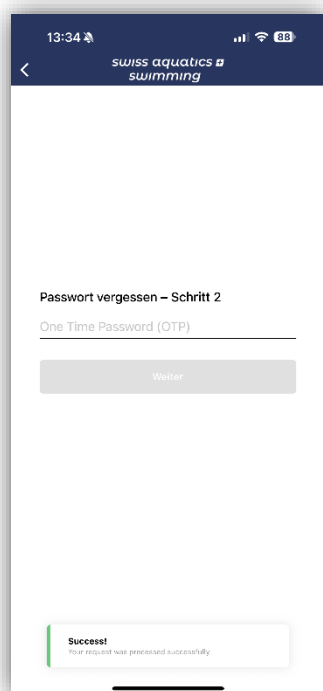 13:34
88
swiss aquatics
swimming
Passwort vergessen – Schritt 2
One Time Password (OTP)
Weiter
Success!
Your request was processed successfully